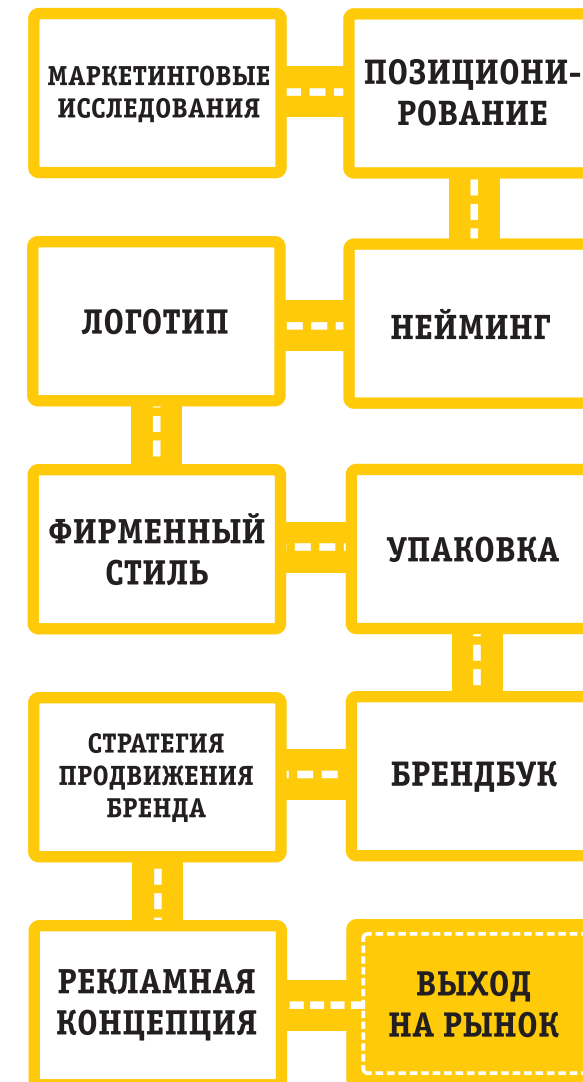 МАРКЕТИНГОВЫЕ
ИССЛЕДОВАНИЯ
ПОЗИЦИОНИ-
РОВАНИЕ
НЕЙМИНГ
ЛОГОТИП
ФИРМЕННЫЙ
СТИЛЬ
УПАКОВКА
БРЕНДБУК
СТРАТЕГИЯ
ПРОДВИЖЕНИЯ
БРЕНДА
РЕКЛАМНАЯ
КОНЦЕПЦИЯ
ВЫХОД
НА РЫНОК